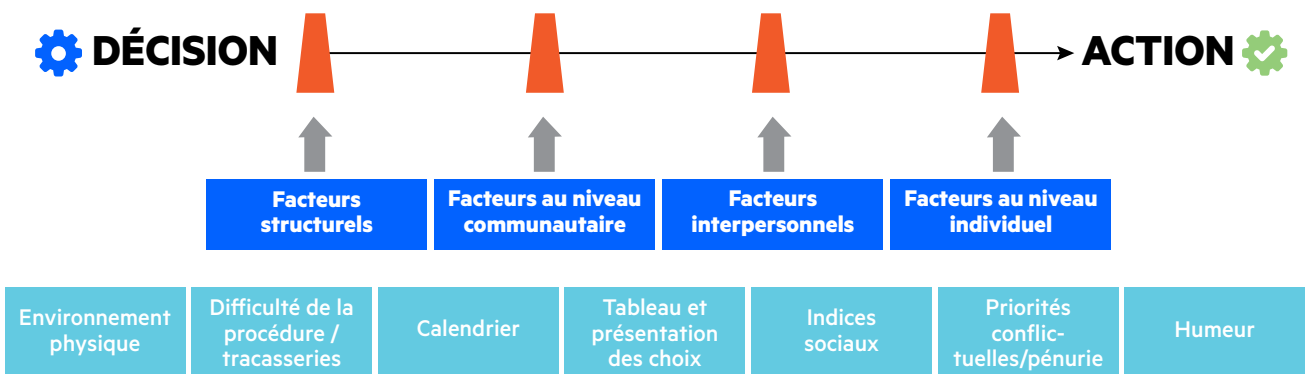 DÉCISION
ACTION
Facteurs
structurels
Facteurs au niveau
communautaire
Facteurs
interpersonnels
Facteurs au niveau
individuel
Environnement
physique
Difficulté de la
procédure /
tracasseries
Calendrier
Tableau et
présentation
des choix
Indices
sociaux
Priorités
conflic-
tuelles/pénurie
Humeur